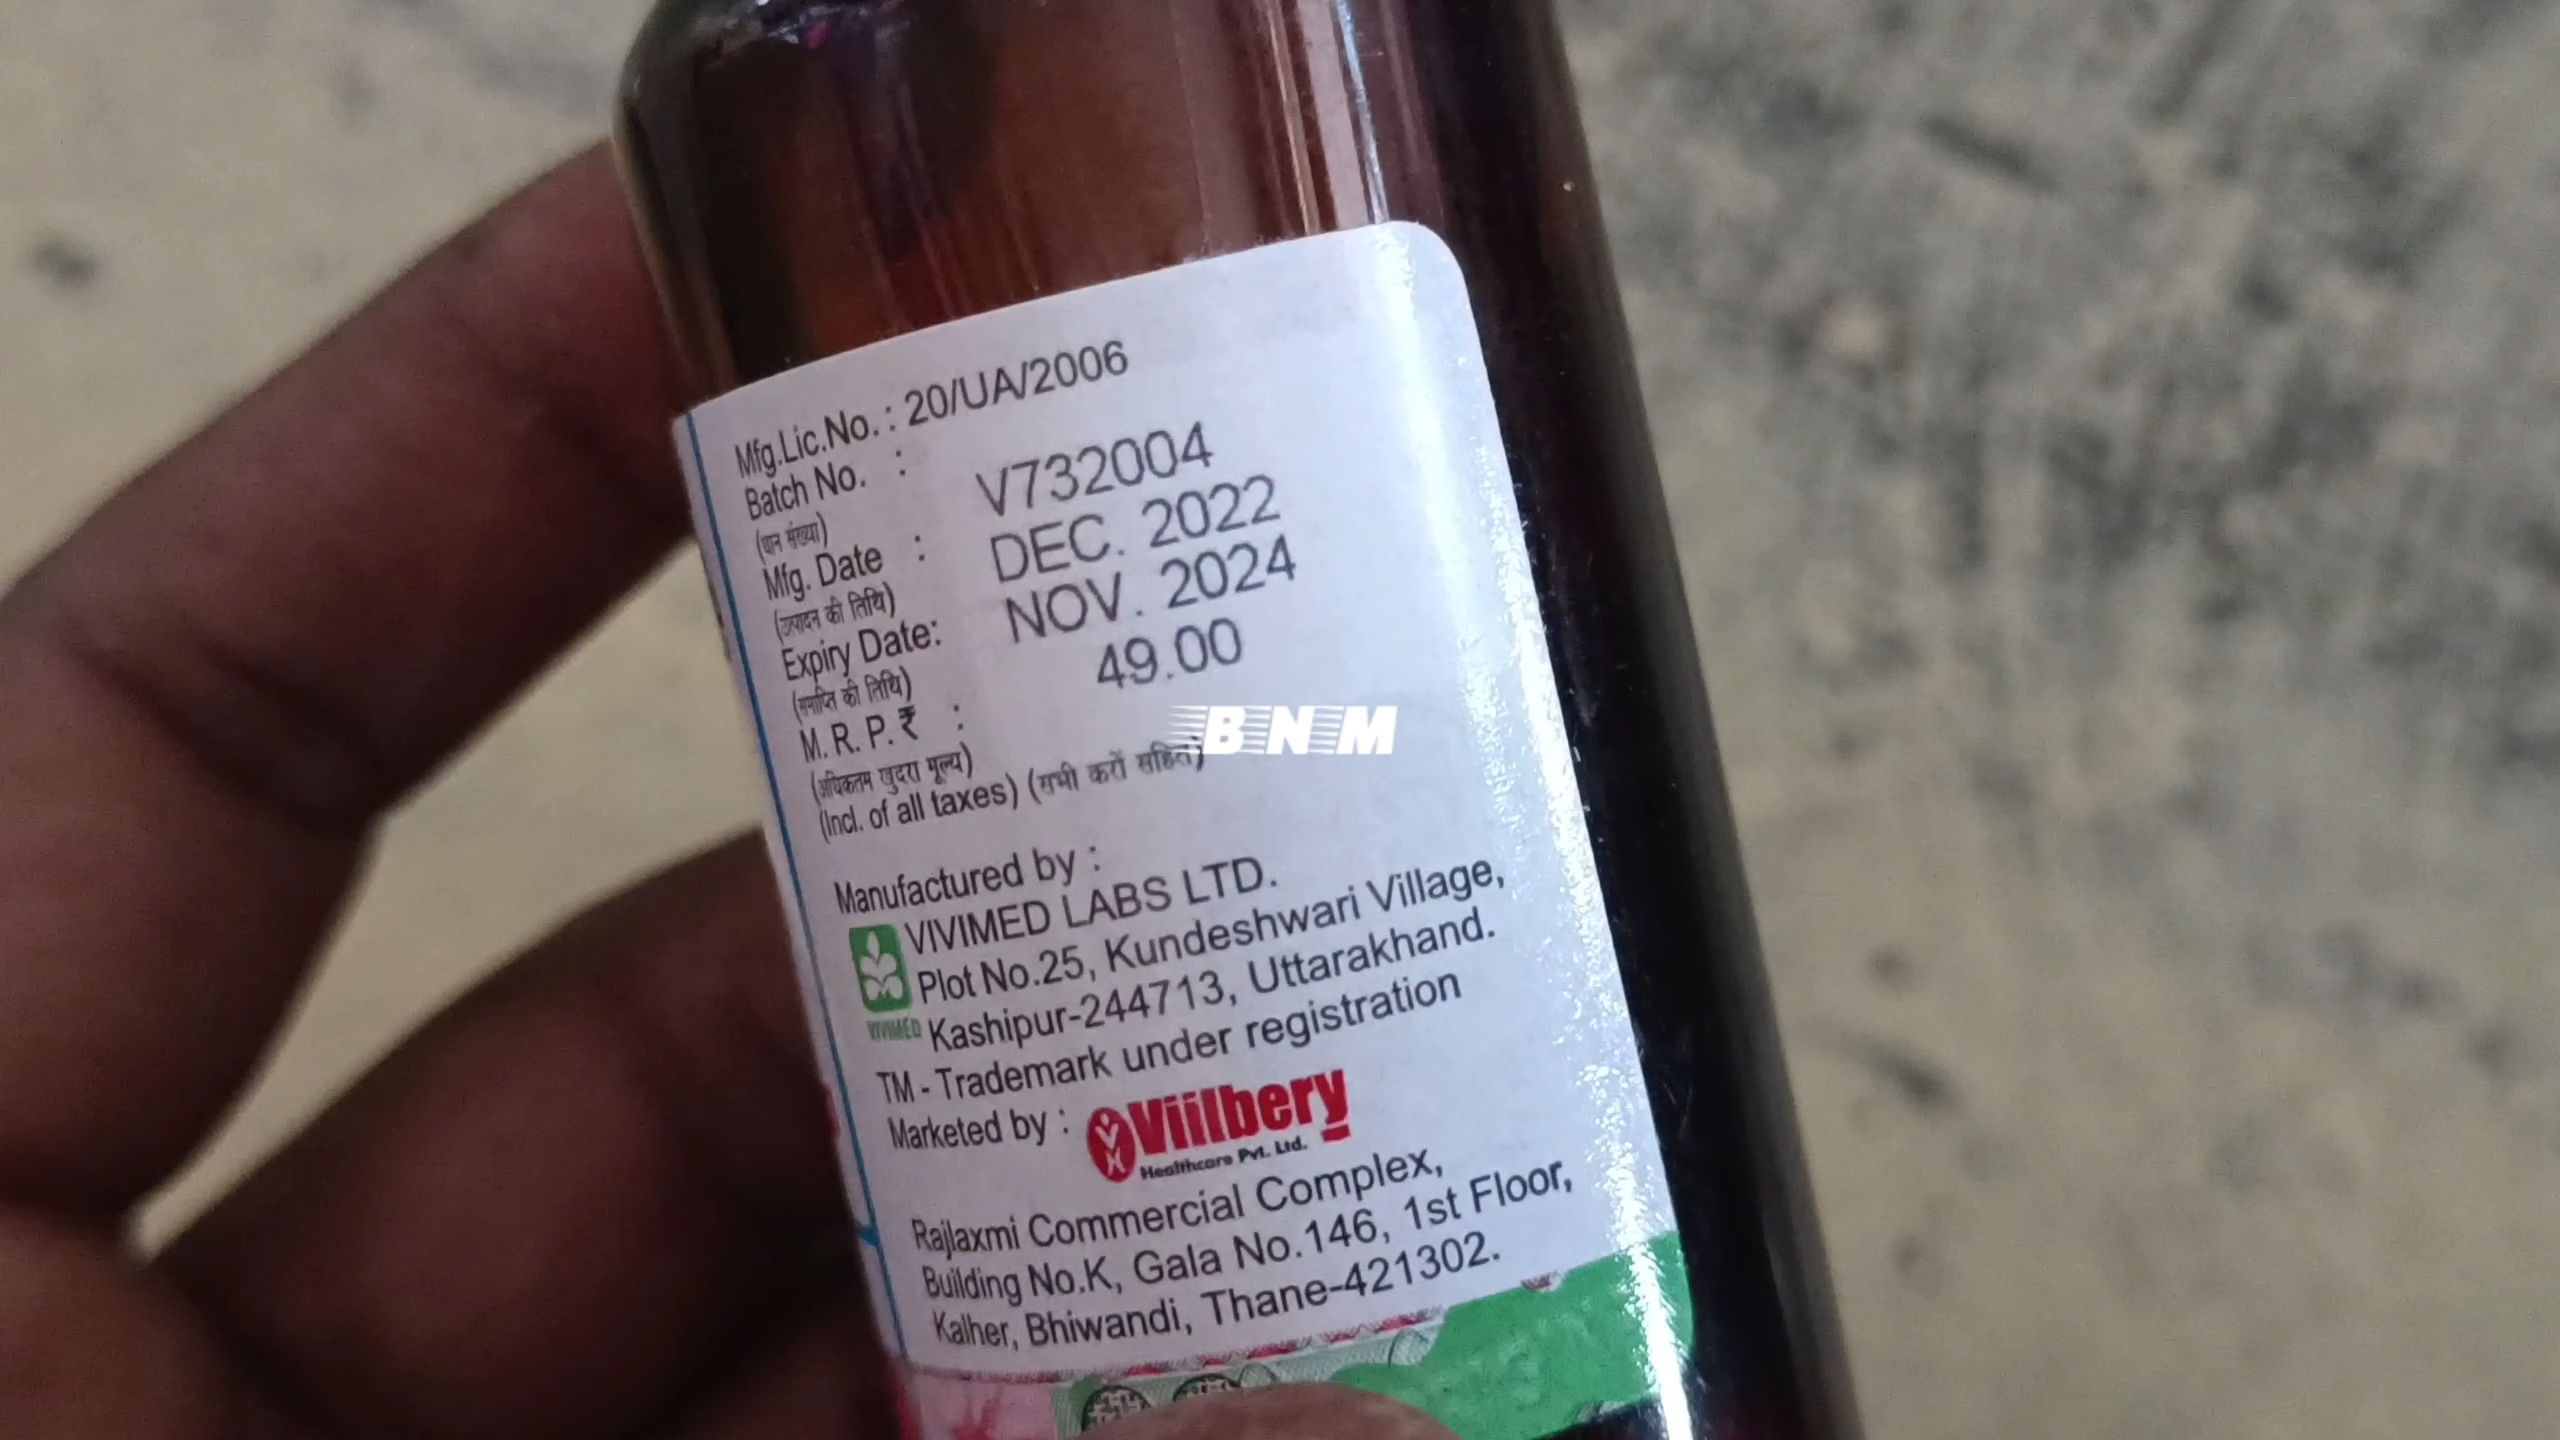 Mfg.Lic.No. : 20/UA/2006
Batch No. : V732004
(घान संख्या)
Mfg. Date : DEC. 2022
(उत्पादन की तिथि)
Expiry Date: NOV. 2024
(समाप्ति की तिथि)
M. R. P. ₹ : 49.00
(अधिकतम खुदरा मूल्य)
(Incl. of all taxes) (सभी करों सहित)
BNM
Manufactured by :
VIVIMED LABS LTD.
Plot No.25, Kundeshwari Village,
Kashipur-244713, Uttarakhand.
VIVIMED
TM - Trademark under registration
Marketed by : Viilbery
Healthcare Pvt. Ltd.
Rajlaxmi Commercial Complex,
Building No.K, Gala No.146, 1st Floor,
Kalher, Bhiwandi, Thane-421302.